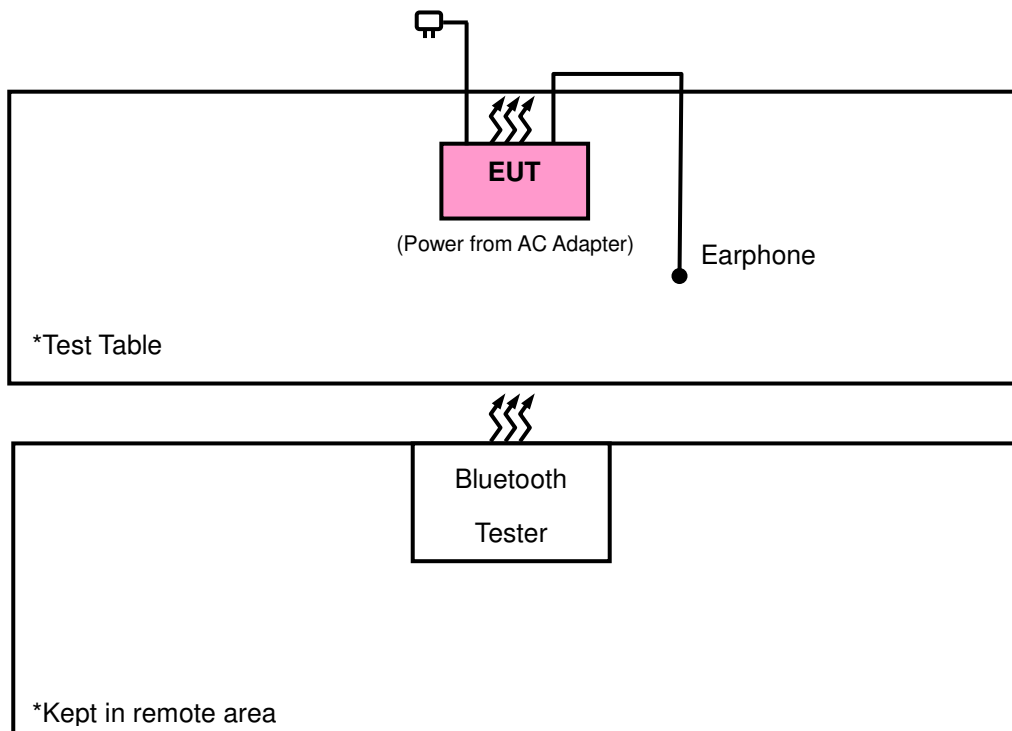 EUT
(Power from AC Adapter)
Earphone
*Test Table
Bluetooth
Tester
*Kept in remote area